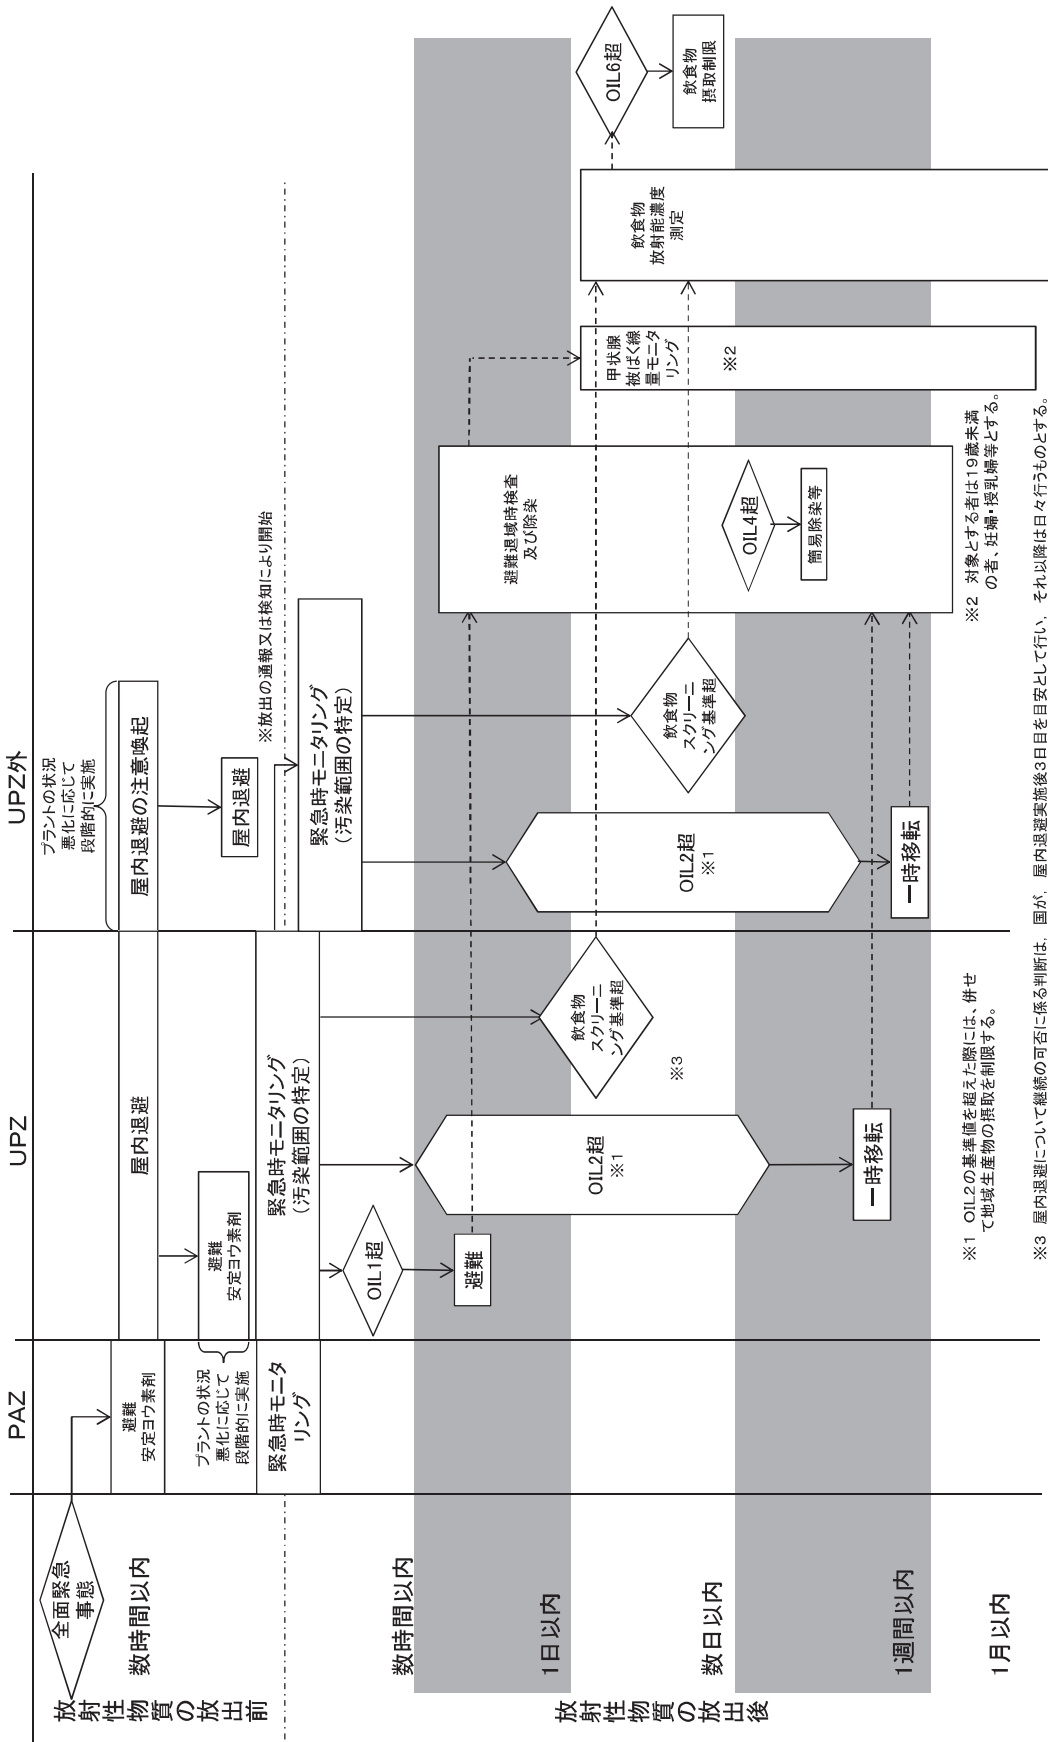 PAZ
UPZ
UPZ外
放射性物質の放出前
全面緊急
事態
数時間以内
避難
安定ヨウ素剤
プラントの状況
悪化に応じて
段階的に実施
緊急時モニタ
リング
屋内退避
避難
安定ヨウ素剤
緊急時モニタリング
(汚染範囲の特定)
プラントの状況
悪化に応じて
段階的に実施
屋内退避の注意喚起
屋内退避
※放出の通報又は検知により開始
緊急時モニタリング
(汚染範囲の特定)
放射性物質の放出後
数時間以内
1日以内
数日以内
1週間以内
1月以内
OIL1超
避難
OIL2超
※1
飲食物
スクリーニ
ング基準超
※3
一時移転
OIL2超
※1
飲食物
スクリーニ
ング基準超
一時移転
避難退域時検査
及び除染
OIL4超
簡易除染等
甲状腺
被ばく線
量モニタ
リング
※2
飲食物
放射能濃度
測定
OIL6超
飲食物
摂取制限
※1 OIL2の基準値を超えた際には、併せ
て地域生産物の摂取を制限する。
※2 対象とする者は19歳未満
の者、妊婦・授乳婦等とする。
※3 屋内退避について継続の可否に係る判断は、国が、屋内退避実施後3日目を目安として行い、それ以降は日々行うものとする。